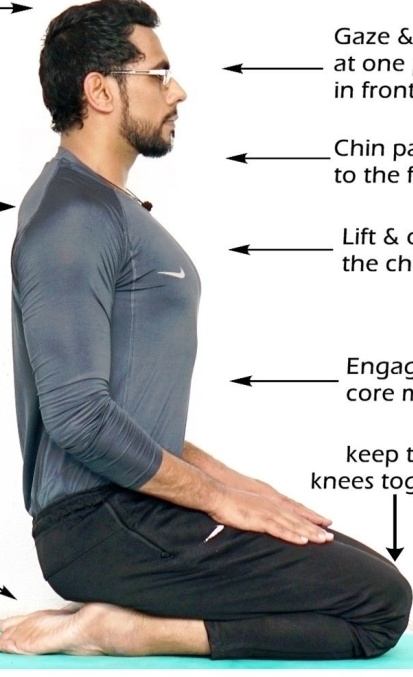 Gaze &
at one
in front
Chin pa
to the f
Lift & c
the ch
Engag
core m
keep t
knees tog